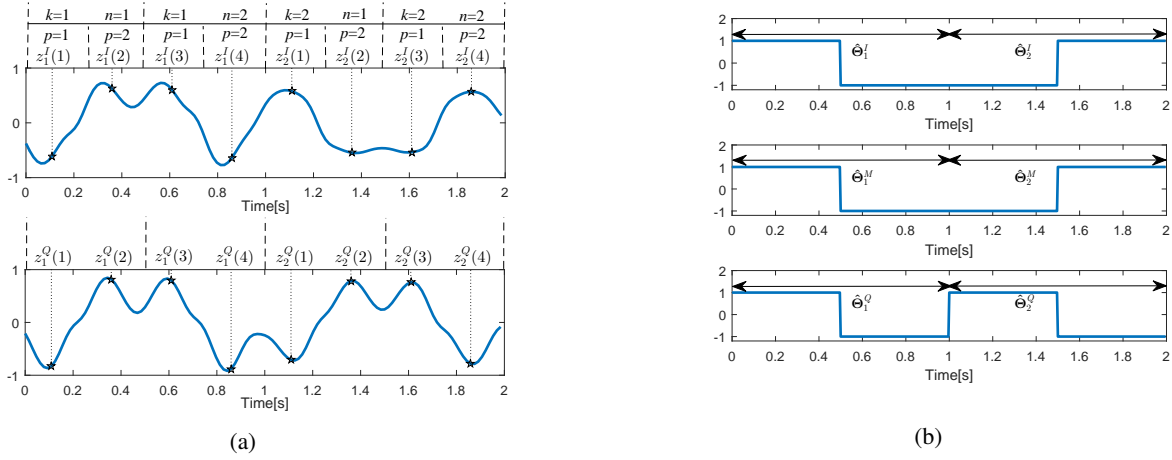 k=1 n=1 k=1 n=2 k=2 n=1 k=2 n=2
p=1 p=2 p=1 p=2 p=1 p=2 p=1 p=2
z_1^I(1) z_1^I(2) z_1^I(3) z_1^I(4) z_2^I(1) z_2^I(2) z_2^I(3) z_2^I(4)
1
0
-1
0 0.2 0.4 0.6 0.8 1 1.2 1.4 1.6 1.8 2
Time[s]
z_1^Q(1) z_1^Q(2) z_1^Q(3) z_1^Q(4) z_2^Q(1) z_2^Q(2) z_2^Q(3) z_2^Q(4)
1
0
-1
0 0.2 0.4 0.6 0.8 1 1.2 1.4 1.6 1.8 2
Time[s]
(a)
2
1
0
-1
Θ̂_1^I Θ̂_2^I
0 0.2 0.4 0.6 0.8 1 1.2 1.4 1.6 1.8 2
Time[s]
2
1
0
-1
Θ̂_1^M Θ̂_2^M
0 0.2 0.4 0.6 0.8 1 1.2 1.4 1.6 1.8 2
Time[s]
2
1
0
-1
Θ̂_1^Q Θ̂_2^Q
0 0.2 0.4 0.6 0.8 1 1.2 1.4 1.6 1.8 2
Time[s]
(b)